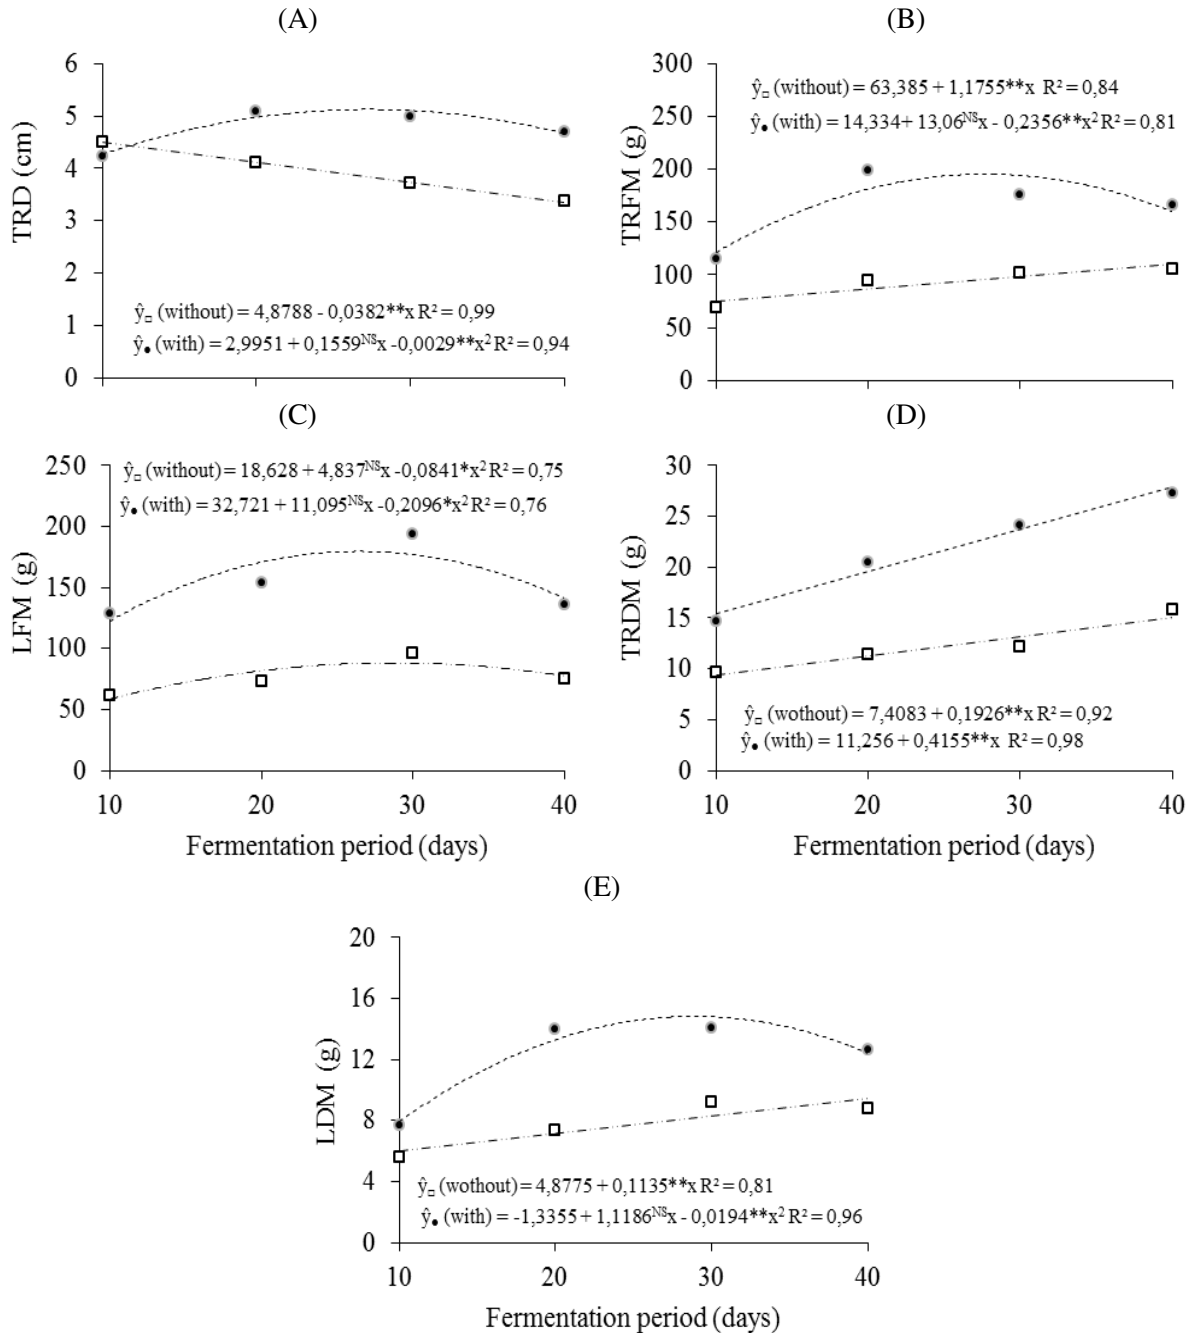 (A)
6
5
4
3
2
1
0
TRD (cm)
ŷ□ (without) = 4,8788 - 0,0382**x R² = 0,99
ŷ● (with) = 2,9951 + 0,1559ᴺˢx -0,0029**x² R² = 0,94
(B)
300
250
200
150
100
50
0
TRFM (g)
ŷ□ (without) = 63,385 + 1,1755**x R² = 0,84
ŷ● (with) = 14,334+ 13,06ᴺˢx - 0,2356**x² R² = 0,81
(C)
250
200
150
100
50
0
LFM (g)
ŷ□ (without) = 18,628 + 4,837ᴺˢx -0,0841*x² R² = 0,75
ŷ● (with) = 32,721 + 11,095ᴺˢx -0,2096*x² R² = 0,76
10 20 30 40
Fermentation period (days)
(D)
30
25
20
15
10
5
0
TRDM (g)
ŷ□ (wothout) = 7,4083 + 0,1926**x R² = 0,92
ŷ● (with) = 11,256 + 0,4155**x R² = 0,98
10 20 30 40
Fermentation period (days)
(E)
20
16
12
8
4
0
LDM (g)
ŷ□ (wothout) = 4,8775 + 0,1135**x R² = 0,81
ŷ● (with) = -1,3355 + 1,1186ᴺˢx - 0,0194**x² R² = 0,96
10 20 30 40
Fermentation period (days)